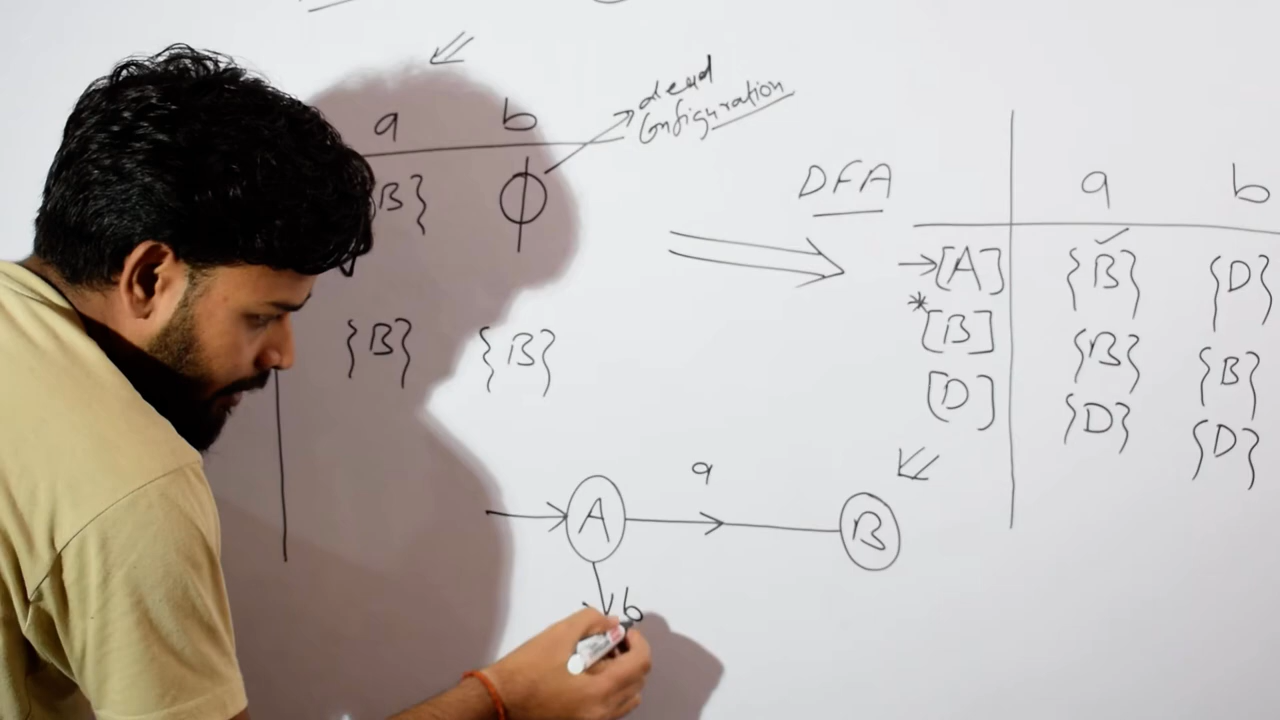 a b
B} ϕ
dead
Configuration
{B} {B}
DFA
a b
→[A] {B} {D}
*[B] {B} {B}
[D] {D} {D}
a
A B
b